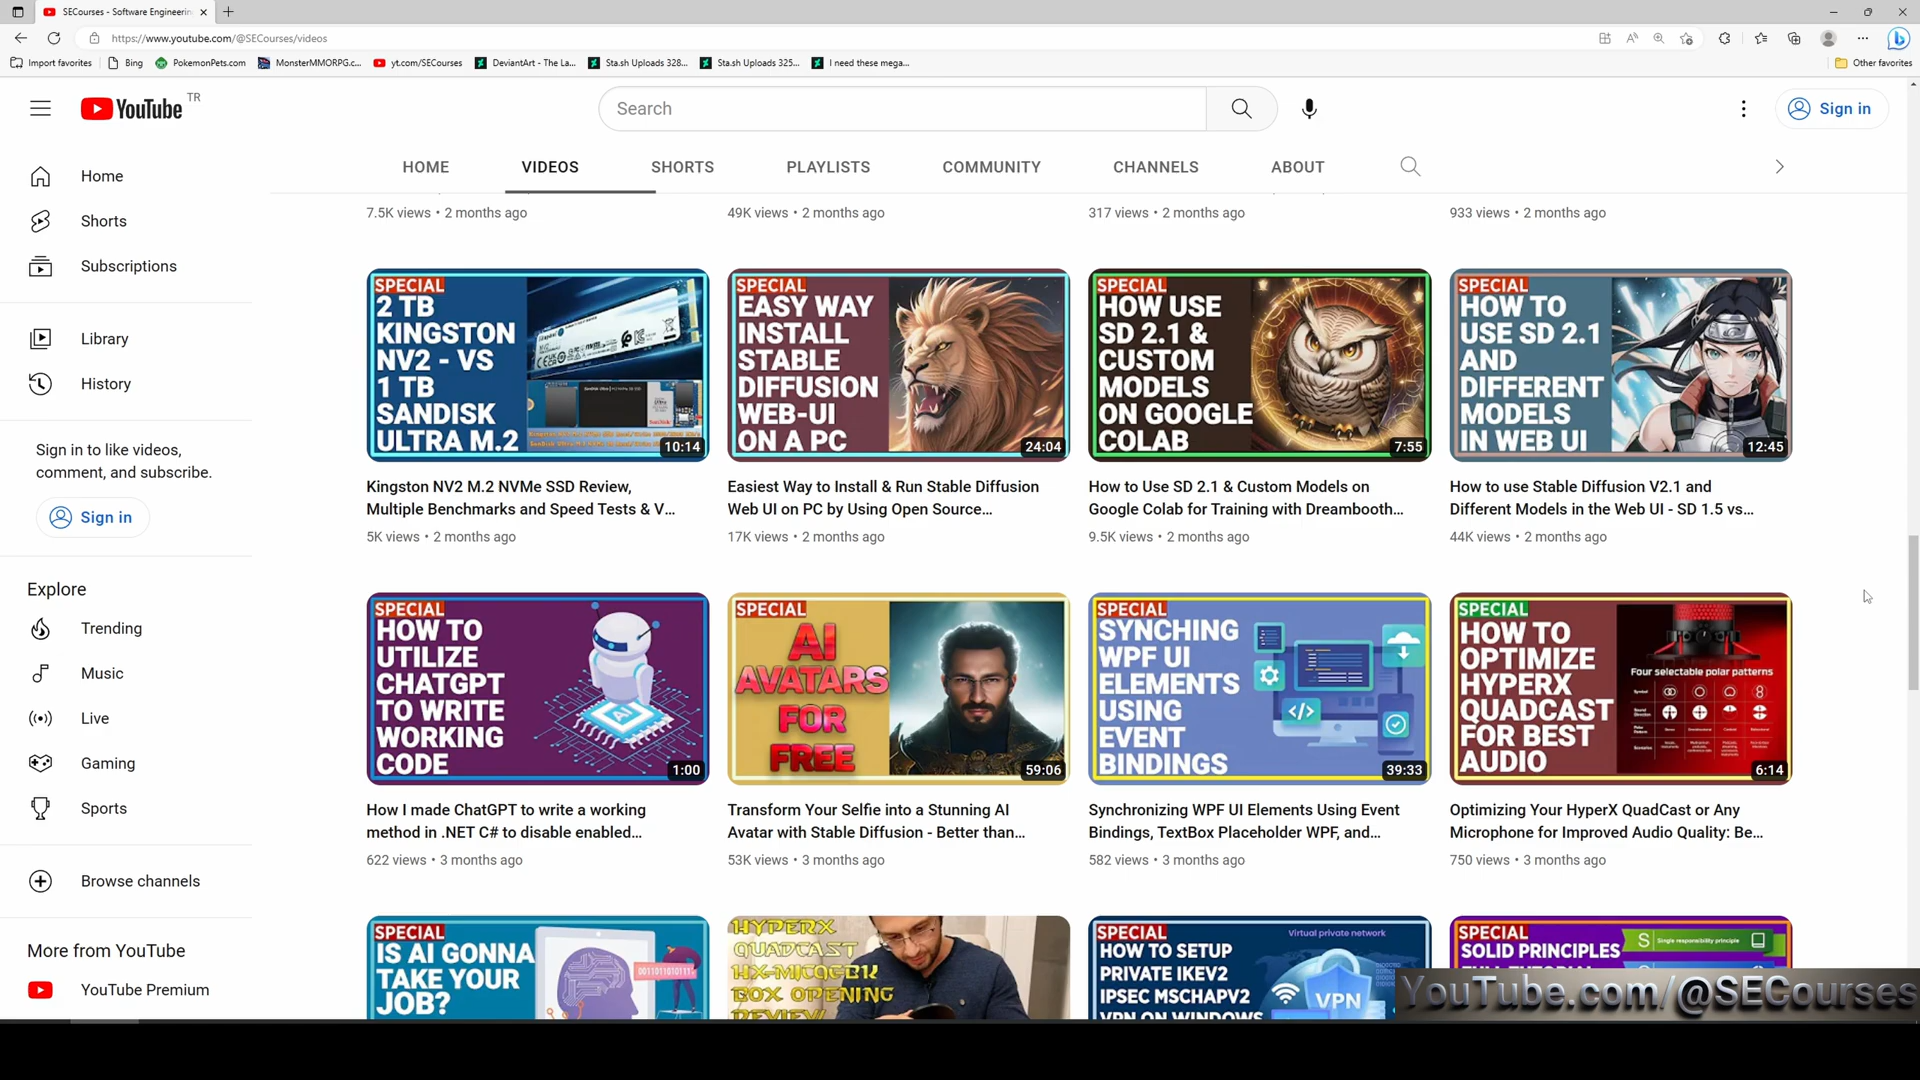 SECourses - Software Engineerin
https://www.youtube.com/@SECourses/videos
Import favorites
Bing
PokemonPets.com
MonsterMMORPG.c...
yt.com/SECourses
DeviantArt - The La...
Sta.sh Uploads 328...
Sta.sh Uploads 325...
I need these mega...
Other favorites
YouTube TR
Search
Sign in
HOME
VIDEOS
SHORTS
PLAYLISTS
COMMUNITY
CHANNELS
ABOUT
Home
Shorts
Subscriptions
Library
History
Sign in to like videos,
comment, and subscribe.
Sign in
Explore
Trending
Music
Live
Gaming
Sports
Browse channels
More from YouTube
YouTube Premium
7.5K views • 2 months ago
49K views • 2 months ago
317 views • 2 months ago
933 views • 2 months ago
SPECIAL
2 TB
KINGSTON
NV2 - VS
1 TB
SANDISK
ULTRA M.2
10:14
Kingston NV2 M.2 NVMe SSD Review,
Multiple Benchmarks and Speed Tests & V...
5K views • 2 months ago
SPECIAL
EASY WAY
INSTALL
STABLE
DIFFUSION
WEB-UI
ON A PC
24:04
Easiest Way to Install & Run Stable Diffusion
Web UI on PC by Using Open Source...
17K views • 2 months ago
SPECIAL
HOW USE
SD 2.1 &
CUSTOM
MODELS
ON GOOGLE
COLAB
7:55
How to Use SD 2.1 & Custom Models on
Google Colab for Training with Dreambooth...
9.5K views • 2 months ago
SPECIAL
HOW TO
USE SD 2.1
AND
DIFFERENT
MODELS
IN WEB UI
12:45
How to use Stable Diffusion V2.1 and
Different Models in the Web UI - SD 1.5 vs...
44K views • 2 months ago
SPECIAL
HOW TO
UTILIZE
CHATGPT
TO WRITE
WORKING
CODE
AI
1:00
How I made ChatGPT to write a working
method in .NET C# to disable enabled...
622 views • 3 months ago
SPECIAL
AI
AVATARS
FOR
FREE
59:06
Transform Your Selfie into a Stunning AI
Avatar with Stable Diffusion - Better than...
53K views • 3 months ago
SPECIAL
SYNCHING
WPF UI
ELEMENTS
USING
EVENT
BINDINGS
</>
39:33
Synchronizing WPF UI Elements Using Event
Bindings, TextBox Placeholder WPF, and...
582 views • 3 months ago
SPECIAL
HOW TO
OPTIMIZE
HYPERX
QUADCAST
FOR BEST
AUDIO
Four selectable polar patterns
6:14
Optimizing Your HyperX QuadCast or Any
Microphone for Improved Audio Quality: Be...
750 views • 3 months ago
SPECIAL
IS AI GONNA
TAKE YOUR
JOB?
HYPERX
QUADCAST
HX-MICQC-BK
BOX OPENING
REVIEW
SPECIAL
HOW TO SETUP
PRIVATE IKEV2
IPSEC MSCHAPV2
VPN ON WINDOWS
Virtual private network
VPN
SPECIAL
SOLID PRINCIPLES
S Single responsibility principle
YouTube.com/@SECourses